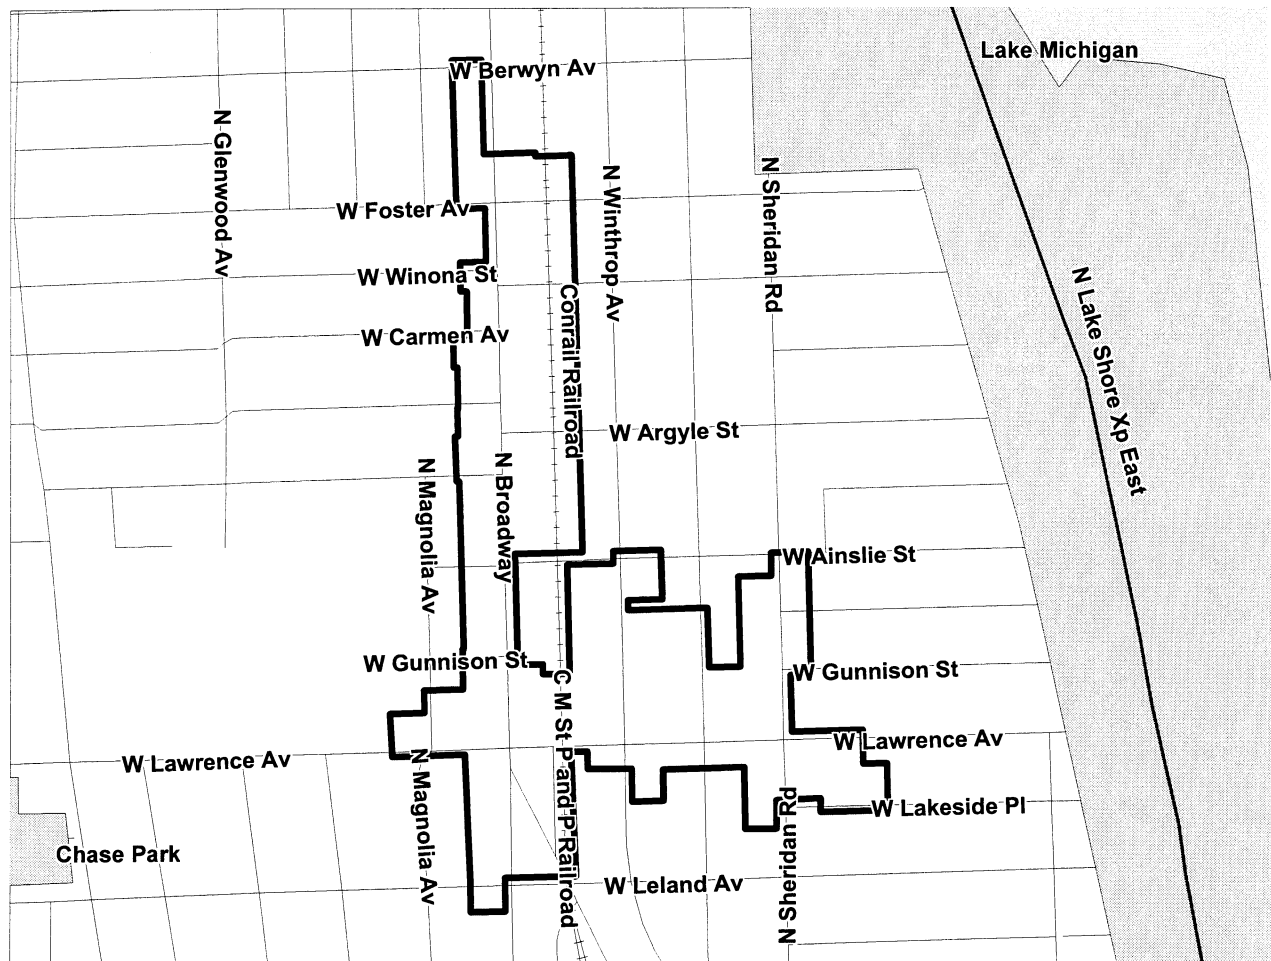 Lake Michigan
W Berwyn Av
N Glenwood Av
N Winthrop Av
N Sheridan Rd
W Foster Av
W Winona St
N Lake Shore Xp East
Conrail Railroad
W Carmen Av
W Argyle St
N Magnolia Av
N Broadway
W Ainslie St
W Gunnison St
W Gunnison St
C M St P and P Railroad
W Lawrence Av
W Lawrence Av
N Magnolia Av
N Sheridan Rd
W Lakeside Pl
Chase Park
W Leland Av